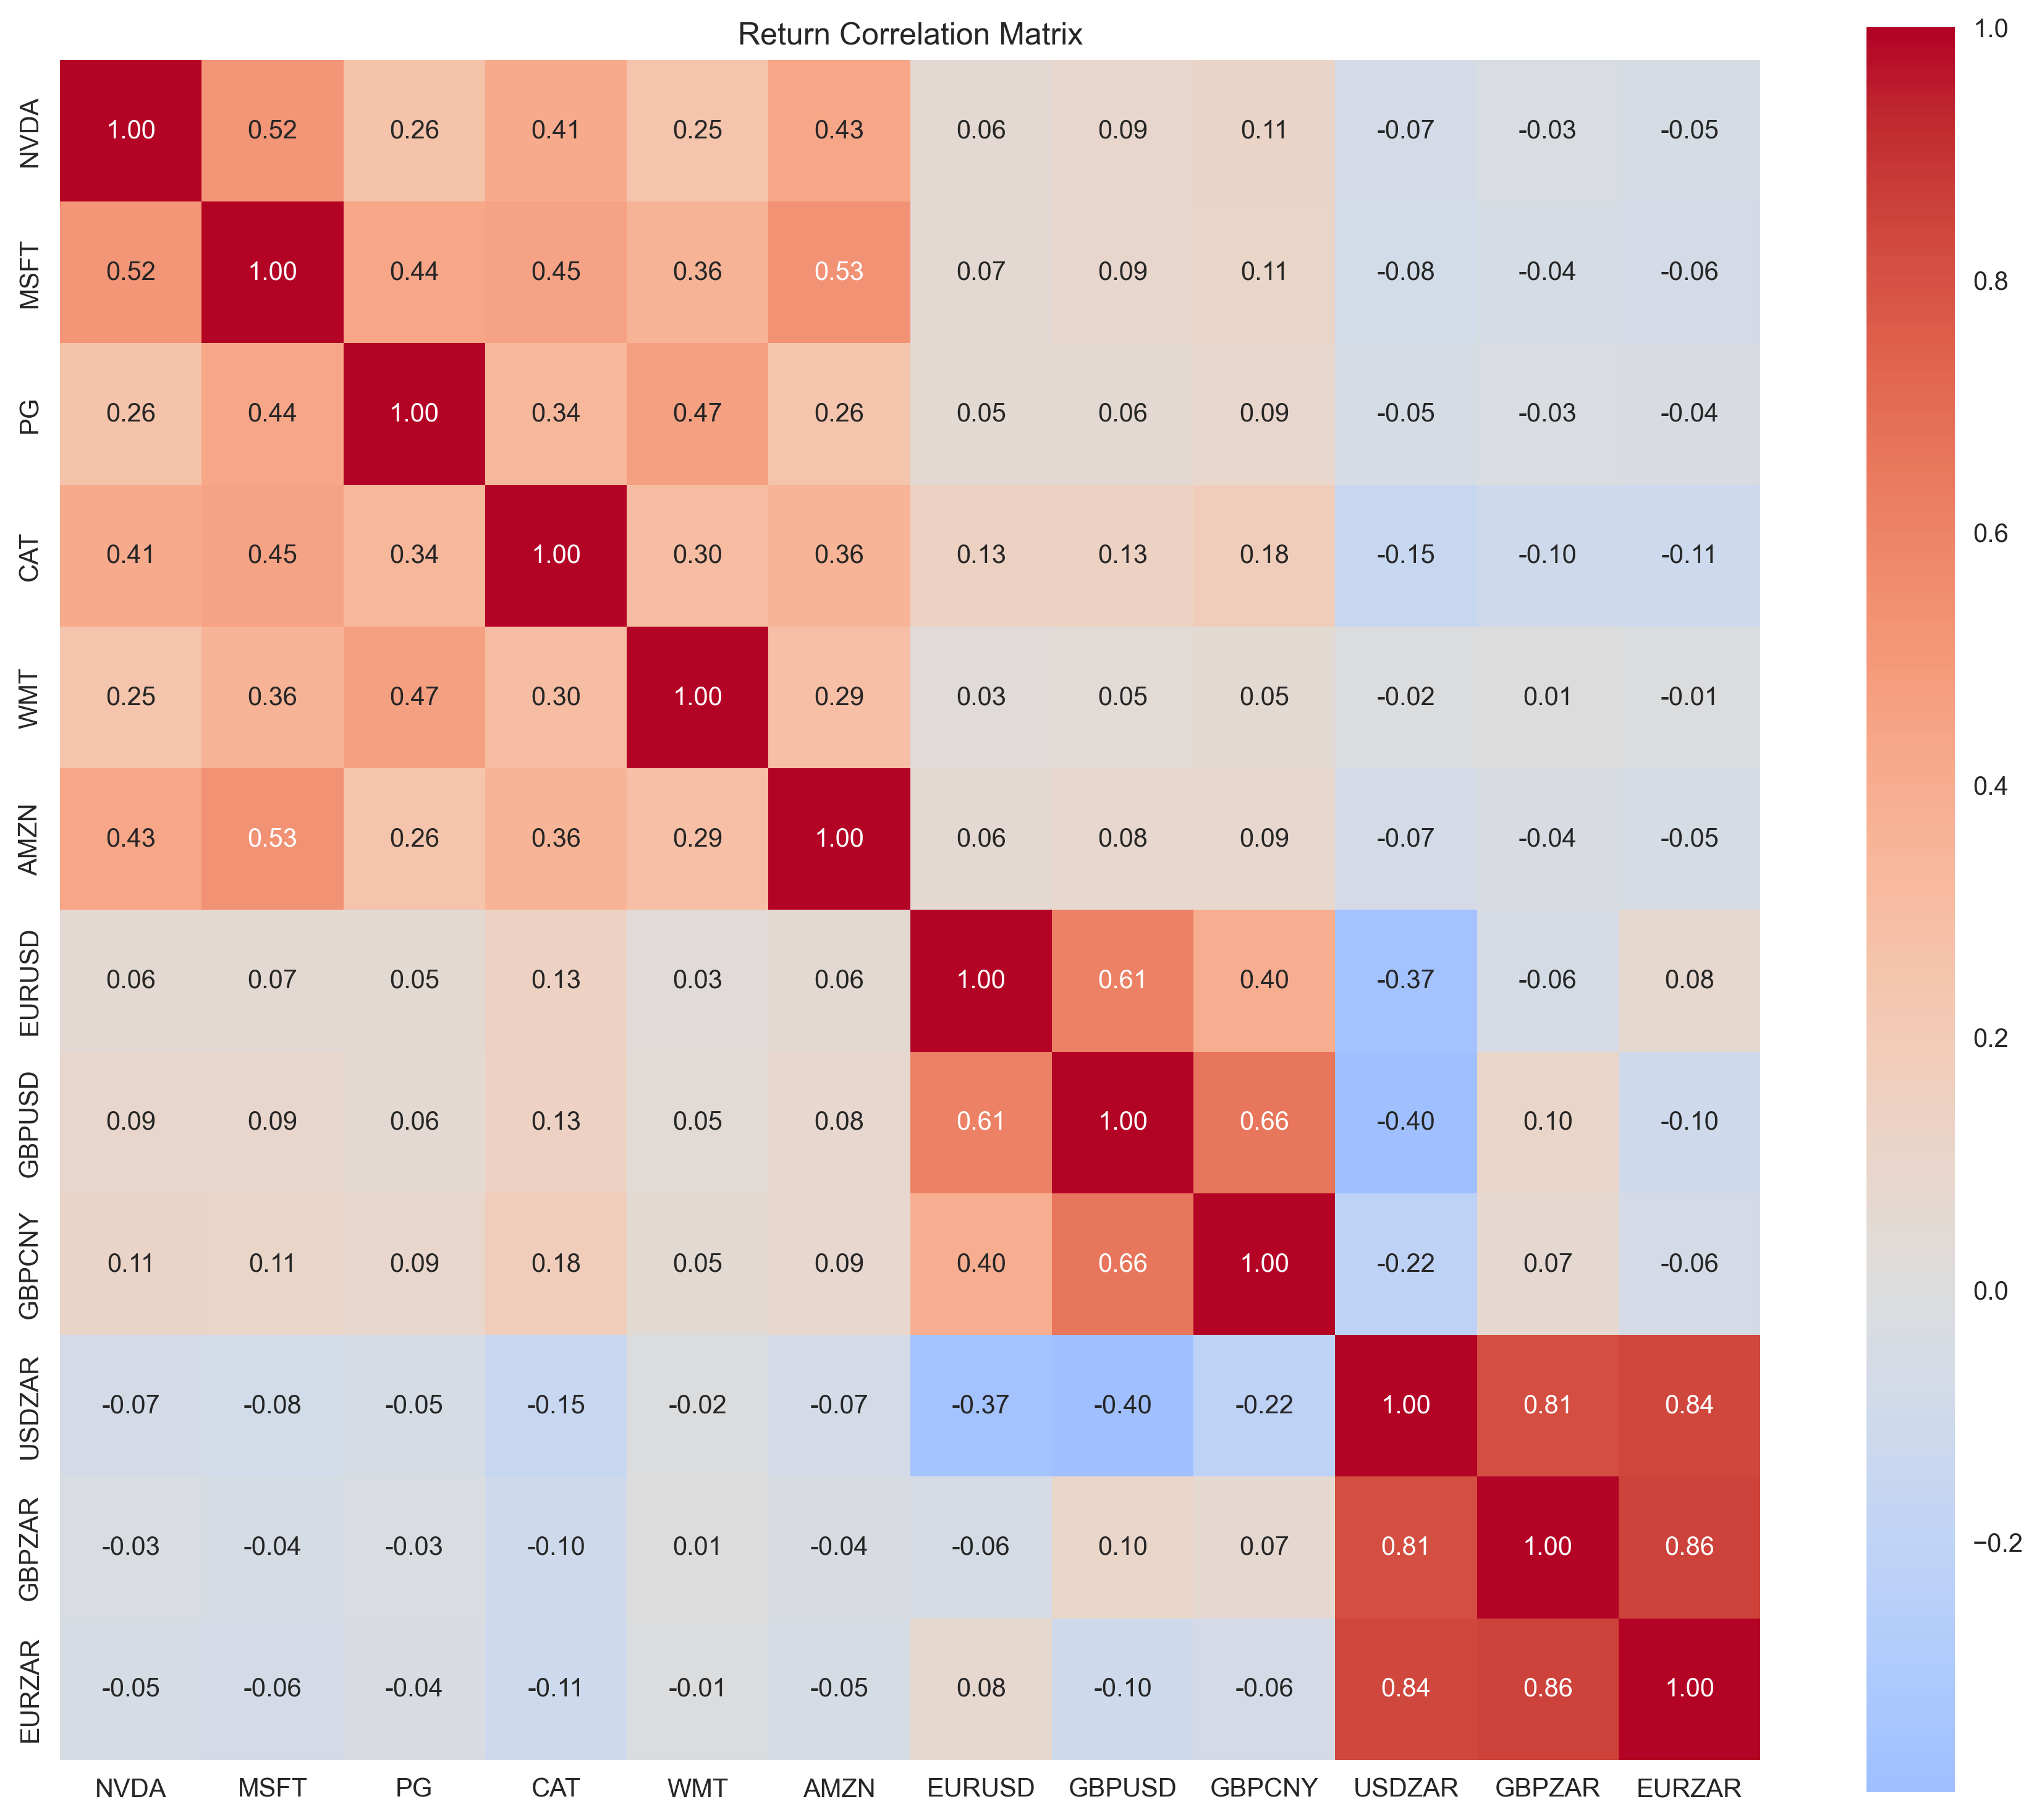 Return Correlation Matrix
NVDA 1.00 0.52 0.26 0.41 0.25 0.43 0.06 0.09 0.11 -0.07 -0.03 -0.05
MSFT 0.52 1.00 0.44 0.45 0.36 0.53 0.07 0.09 0.11 -0.08 -0.04 -0.06
PG 0.26 0.44 1.00 0.34 0.47 0.26 0.05 0.06 0.09 -0.05 -0.03 -0.04
CAT 0.41 0.45 0.34 1.00 0.30 0.36 0.13 0.13 0.18 -0.15 -0.10 -0.11
WMT 0.25 0.36 0.47 0.30 1.00 0.29 0.03 0.05 0.05 -0.02 0.01 -0.01
AMZN 0.43 0.53 0.26 0.36 0.29 1.00 0.06 0.08 0.09 -0.07 -0.04 -0.05
EURUSD 0.06 0.07 0.05 0.13 0.03 0.06 1.00 0.61 0.40 -0.37 -0.06 0.08
GBPUSD 0.09 0.09 0.06 0.13 0.05 0.08 0.61 1.00 0.66 -0.40 0.10 -0.10
GBPCNY 0.11 0.11 0.09 0.18 0.05 0.09 0.40 0.66 1.00 -0.22 0.07 -0.06
USDZAR -0.07 -0.08 -0.05 -0.15 -0.02 -0.07 -0.37 -0.40 -0.22 1.00 0.81 0.84
GBPZAR -0.03 -0.04 -0.03 -0.10 0.01 -0.04 -0.06 0.10 0.07 0.81 1.00 0.86
EURZAR -0.05 -0.06 -0.04 -0.11 -0.01 -0.05 0.08 -0.10 -0.06 0.84 0.86 1.00
NVDA MSFT PG CAT WMT AMZN EURUSD GBPUSD GBPCNY USDZAR GBPZAR EURZAR
1.0
0.8
0.6
0.4
0.2
0.0
−0.2